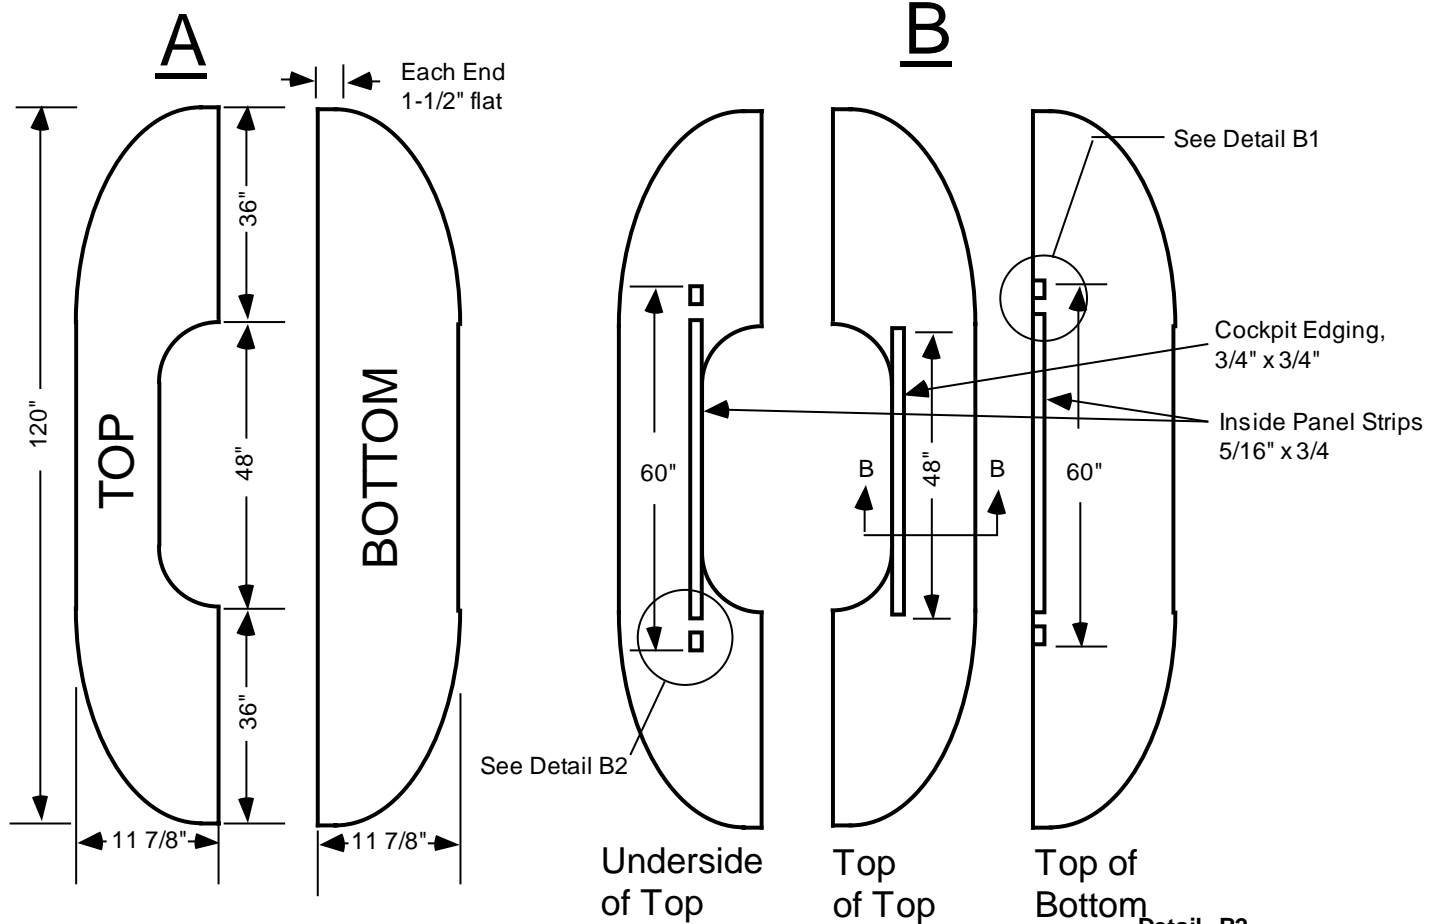 A
B
Each End
1-1/2" flat
See Detail B1
36"
120"
TOP
48"
BOTTOM
36"
11 7/8"
11 7/8"
Cockpit Edging,
3/4" x 3/4"
Inside Panel Strips
5/16" x 3/4
60"
B
48"
B
60"
See Detail B2
Underside
of Top
Top
of Top
Top of
Bottom